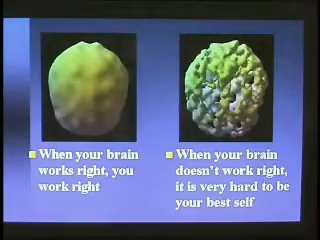 When your brain
works right, you
work right
When your brain
doesn't work right,
it is very hard to be
your best self